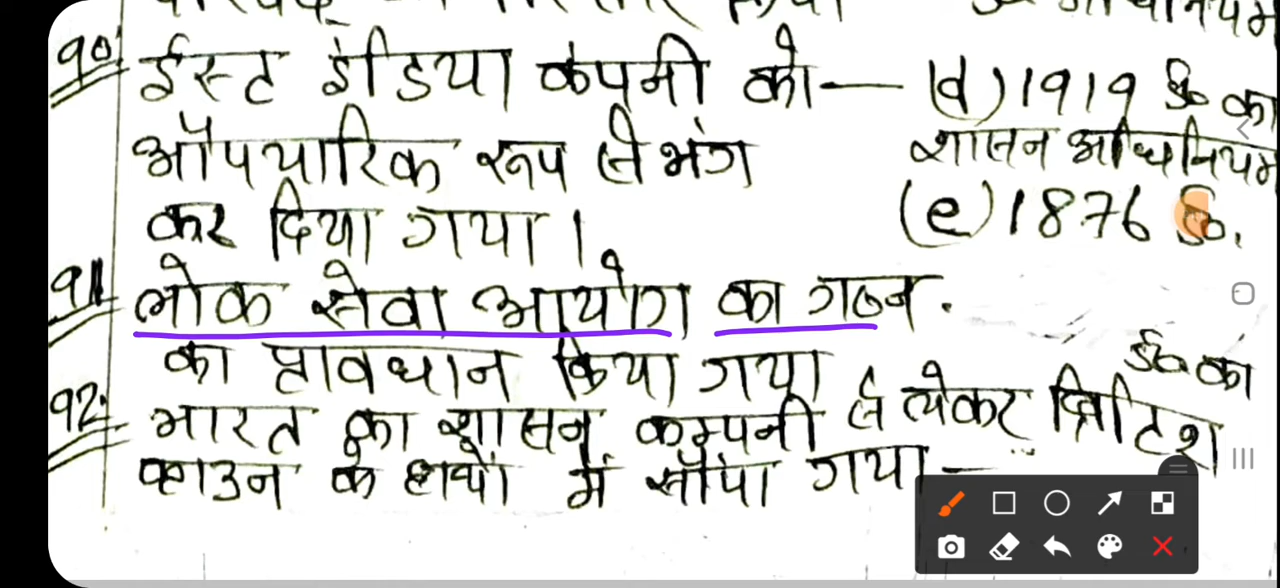 90. ईस्ट इंडिया कंपनी को— (d) 1919 ई० का
औपचारिक रूप से भंग शासन अधिनियम
कर दिया गया। (e) 1876 ई०.
91. लोक सेवा आयोग का गठन.
का प्रावधान किया गया ई० का
92. भारत का शासन कम्पनी से लेकर ब्रिटिश
क्राउन के हाथों में सौंपा गया—